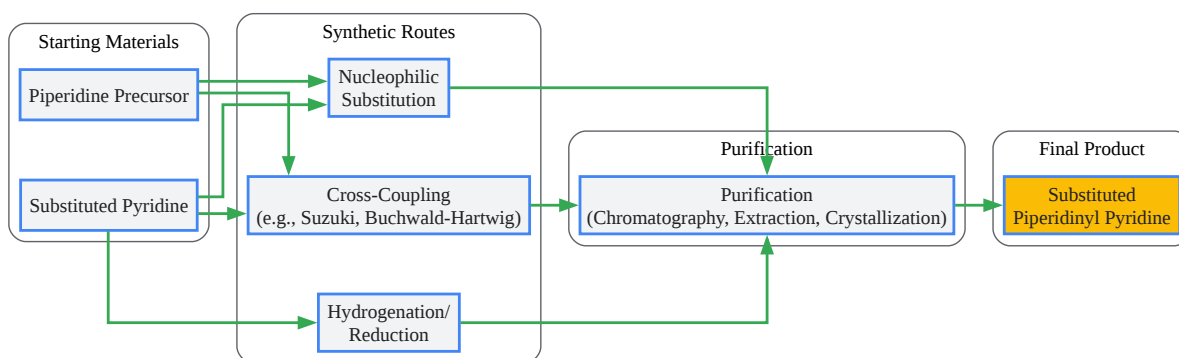 Starting Materials
Piperidine Precursor
Substituted Pyridine
Synthetic Routes
Nucleophilic
Substitution
Cross-Coupling
(e.g., Suzuki, Buchwald-Hartwig)
Hydrogenation/
Reduction
Purification
Purification
(Chromatography, Extraction, Crystallization)
Final Product
Substituted
Piperidinyl Pyridine